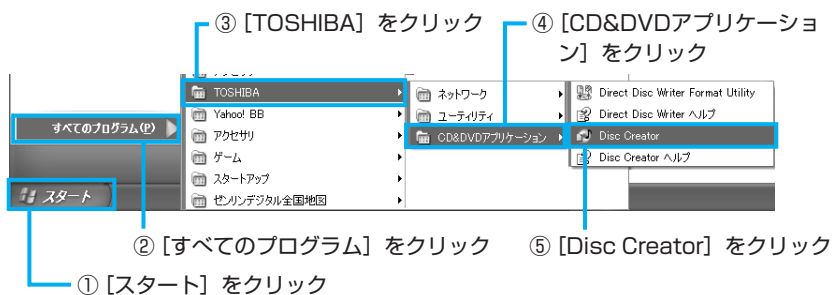 ③ [TOSHIBA] をクリック
④ [CD&DVDアプリケーショ
ン] をクリック
TOSHIBA
Yahoo! BB
アクセサリ
ゲーム
スタートアップ
ゼンリンデジタル全国地図
ネットワーク
ユーティリティ
CD&DVDアプリケーション
Direct Disc Writer Format Utility
Direct Disc Writer ヘルプ
Disc Creator
Disc Creator ヘルプ
すべてのプログラム(P)
スタート
② [すべてのプログラム] をクリック
⑤ [Disc Creator] をクリック
① [スタート] をクリック